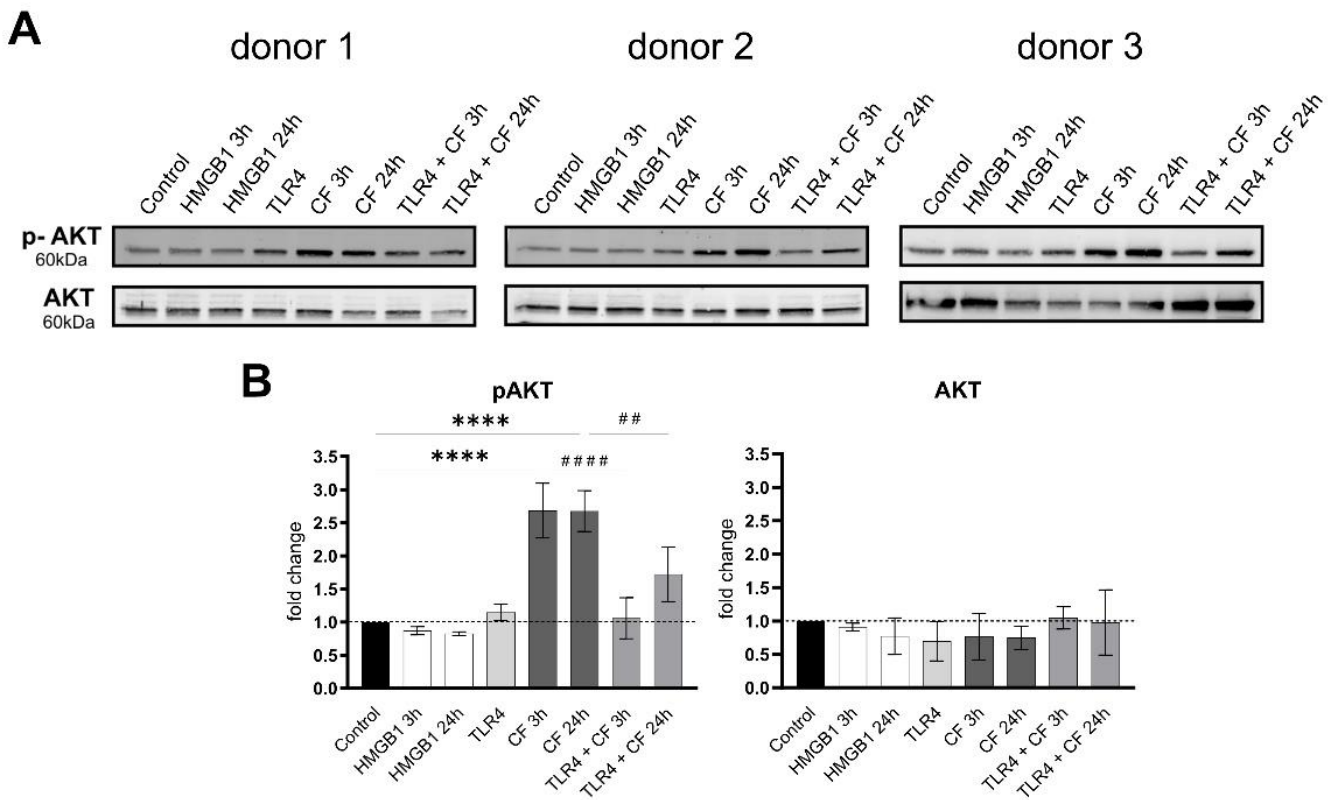 A
donor 1 donor 2 donor 3
Control HMGB1 3h HMGB1 24h TLR4 CF 3h CF 24h TLR4 + CF 3h TLR4 + CF 24h
Control HMGB1 3h HMGB1 24h TLR4 CF 3h CF 24h TLR4 + CF 3h TLR4 + CF 24h
Control HMGB1 3h HMGB1 24h TLR4 CF 3h CF 24h TLR4 + CF 3h TLR4 + CF 24h
p- AKT
60kDa
AKT
60kDa
B
pAKT
**** ##
**** ####
fold change
3.5
3.0
2.5
2.0
1.5
1.0
0.5
0.0
Control HMGB1 3h HMGB1 24h TLR4 CF 3h CF 24h TLR4 + CF 3h TLR4 + CF 24h
AKT
fold change
3.5
3.0
2.5
2.0
1.5
1.0
0.5
0.0
Control HMGB1 3h HMGB1 24h TLR4 CF 3h CF 24h TLR4 + CF 3h TLR4 + CF 24h